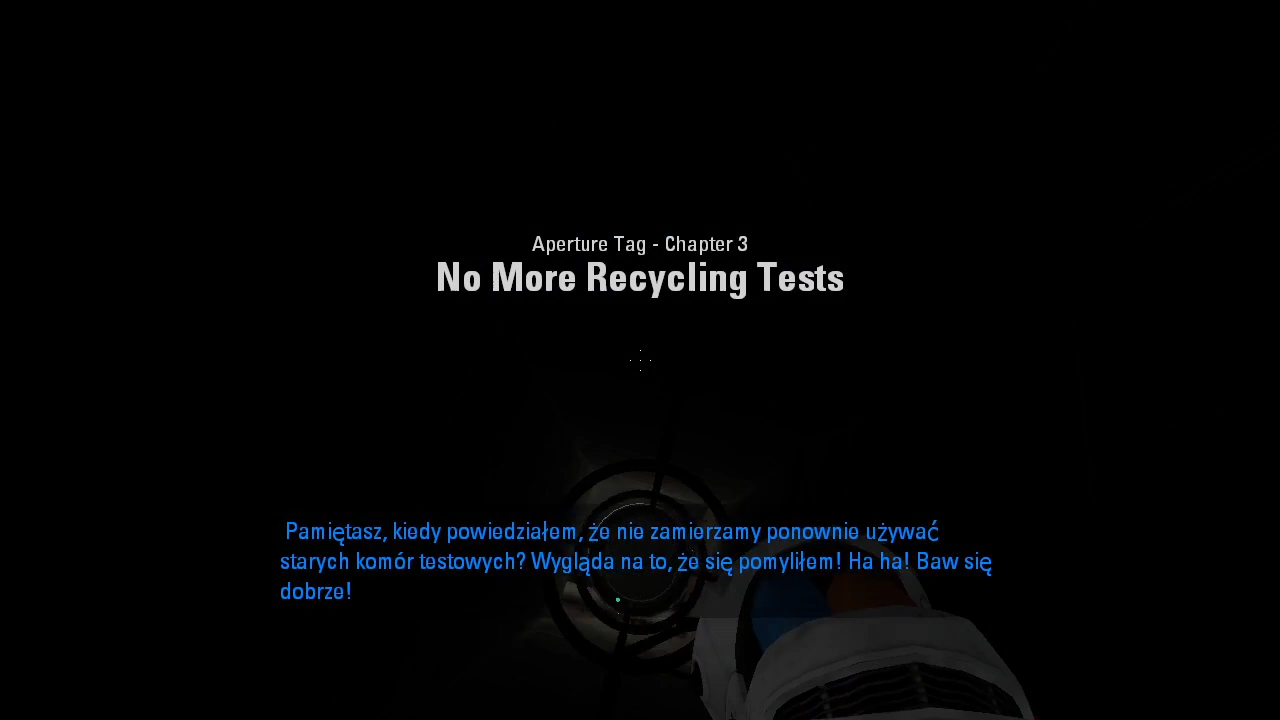 Aperture Tag - Chapter 3
No More Recycling Tests
Pamiętasz, kiedy powiedziałem, że nie zamierzamy ponownie używać
starych komór testowych? Wygląda na to, że się pomyliłem! Ha ha! Baw się
dobrze!